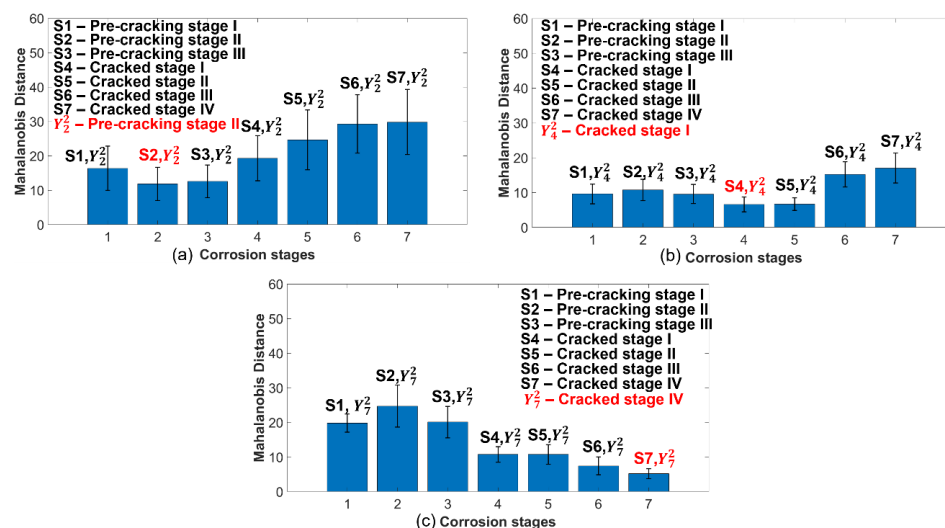 60
50
40
30
20
10
0
Mahalanobis Distance
S1 – Pre-cracking stage I
S2 – Pre-cracking stage II
S3 – Pre-cracking stage III
S4 – Cracked stage I
S5 – Cracked stage II
S6 – Cracked stage III
S7 – Cracked stage IV
Y₂² – Pre-cracking stage II
S1,Y₂²
S2,Y₂²
S3,Y₂²
S4,Y₂²
S5,Y₂²
S6,Y₂²
S7,Y₂²
1 2 3 4 5 6 7
(a) Corrosion stages
60
50
40
30
20
10
0
Mahalanobis Distance
S1 – Pre-cracking stage I
S2 – Pre-cracking stage II
S3 – Pre-cracking stage III
S4 – Cracked stage I
S5 – Cracked stage II
S6 – Cracked stage III
S7 – Cracked stage IV
Y₄² – Cracked stage I
S1,Y₄²
S2,Y₄²
S3,Y₄²
S4,Y₄²
S5,Y₄²
S6,Y₄²
S7,Y₄²
1 2 3 4 5 6 7
(b) Corrosion stages
60
50
40
30
20
10
0
Mahalanobis Distance
S1 – Pre-cracking stage I
S2 – Pre-cracking stage II
S3 – Pre-cracking stage III
S4 – Cracked stage I
S5 – Cracked stage II
S6 – Cracked stage III
S7 – Cracked stage IV
Y₇² – Cracked stage IV
S1, Y₇²
S2,Y₇²
S3,Y₇²
S4,Y₇²
S5,Y₇²
S6,Y₇²
S7,Y₇²
1 2 3 4 5 6 7
(c) Corrosion stages